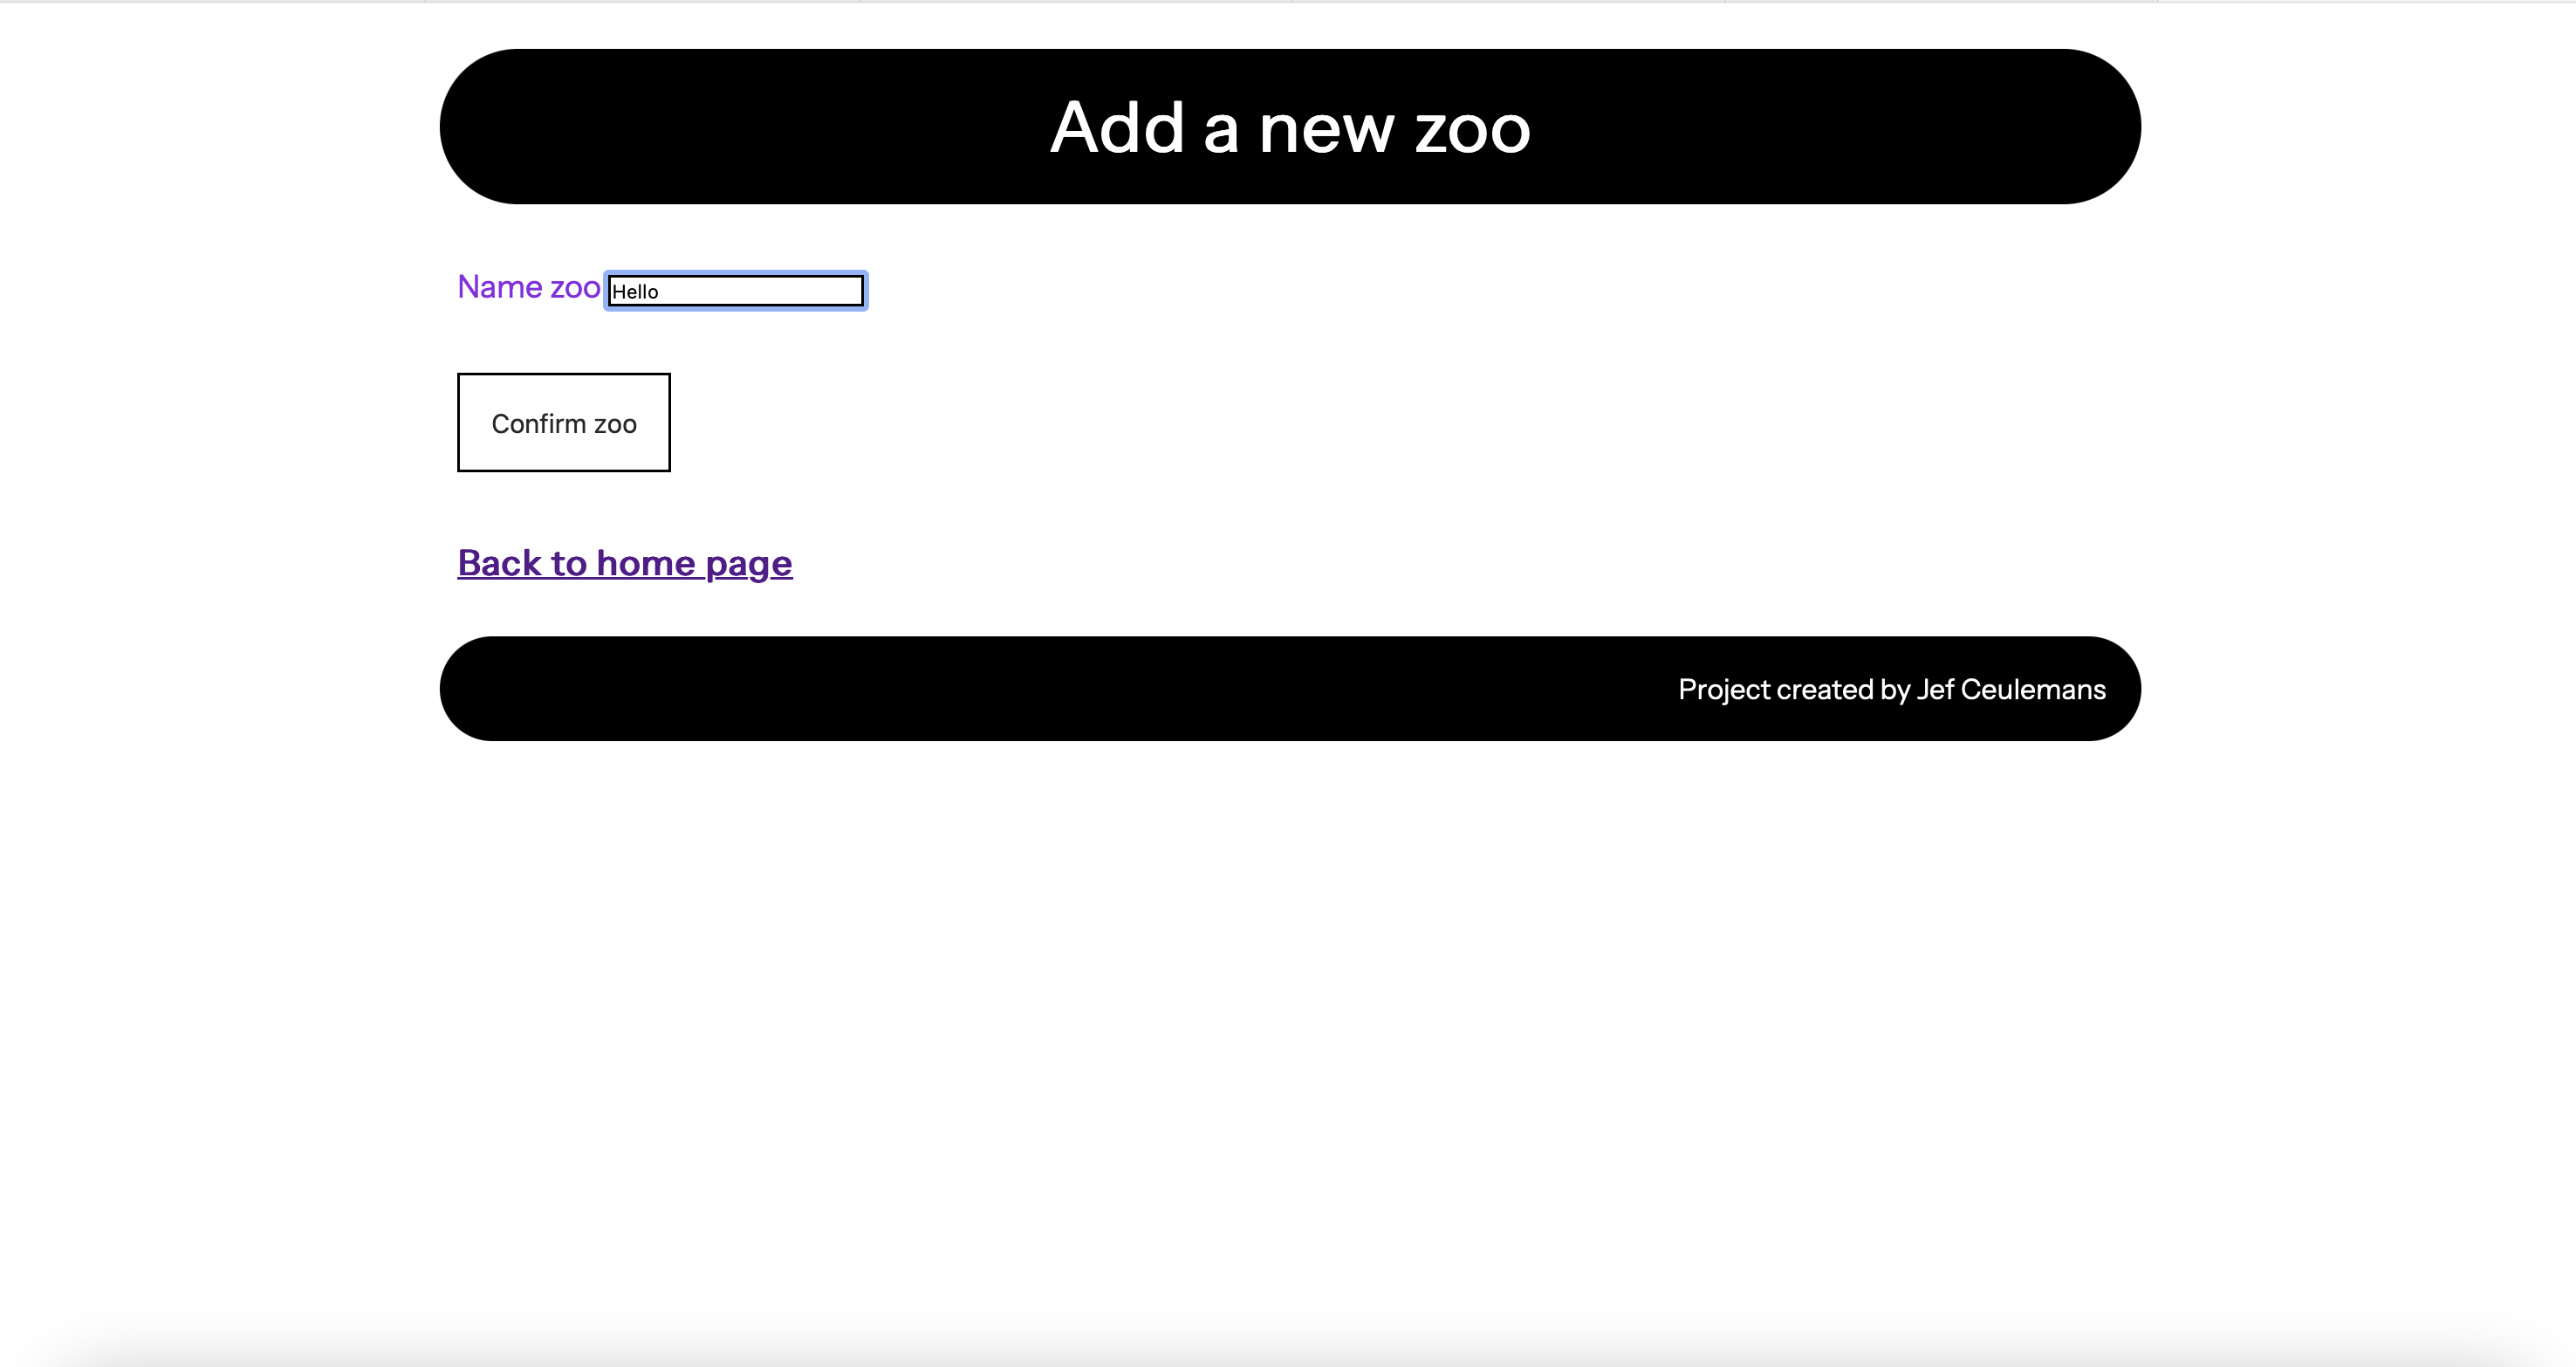 Add a new zoo
Name zoo Hello
Confirm zoo
Back to home page
Project created by Jef Ceulemans